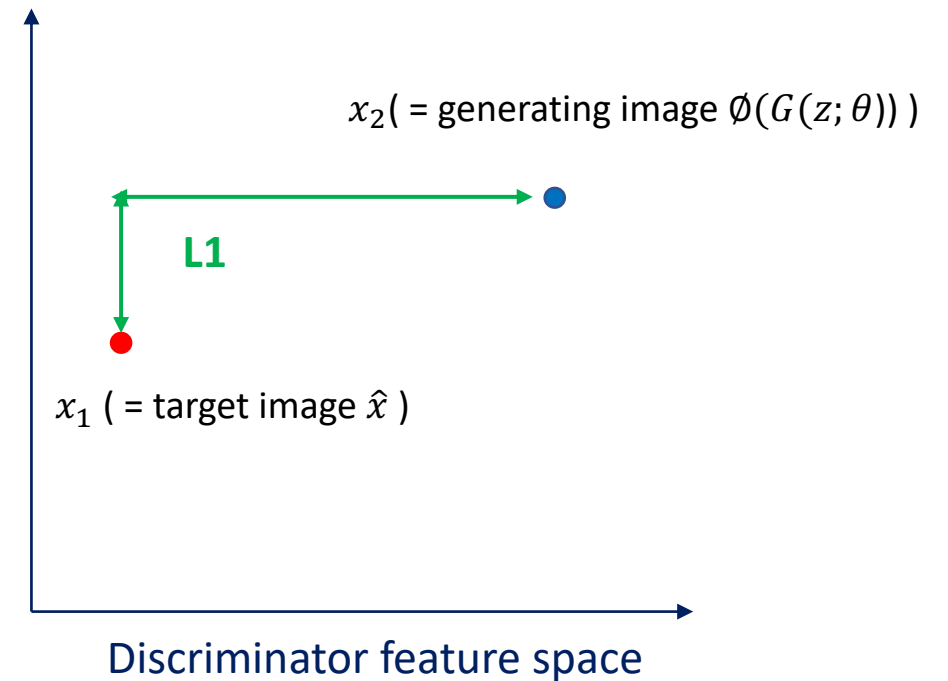 x₂( = generating image ∅(G(z; θ)) )
L1
x₁ ( = target image x̂ )
Discriminator feature space